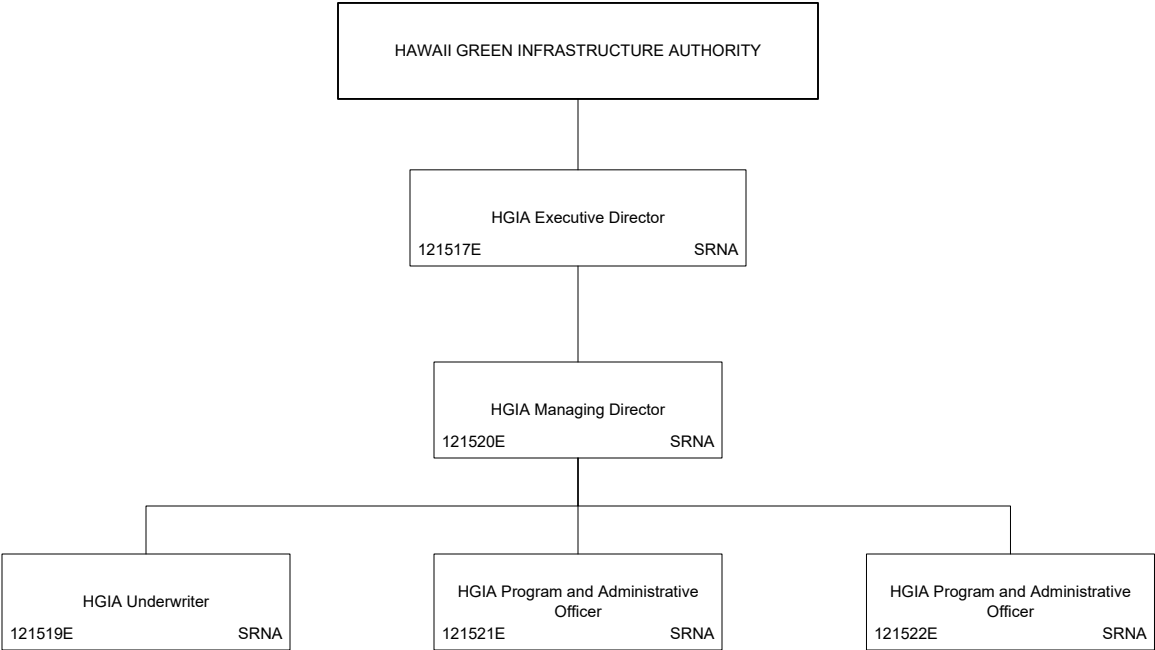 HAWAII GREEN INFRASTRUCTURE AUTHORITY
HGIA Executive Director
121517E SRNA
HGIA Managing Director
121520E SRNA
HGIA Underwriter
121519E SRNA
HGIA Program and Administrative
Officer
121521E SRNA
HGIA Program and Administrative
Officer
121522E SRNA